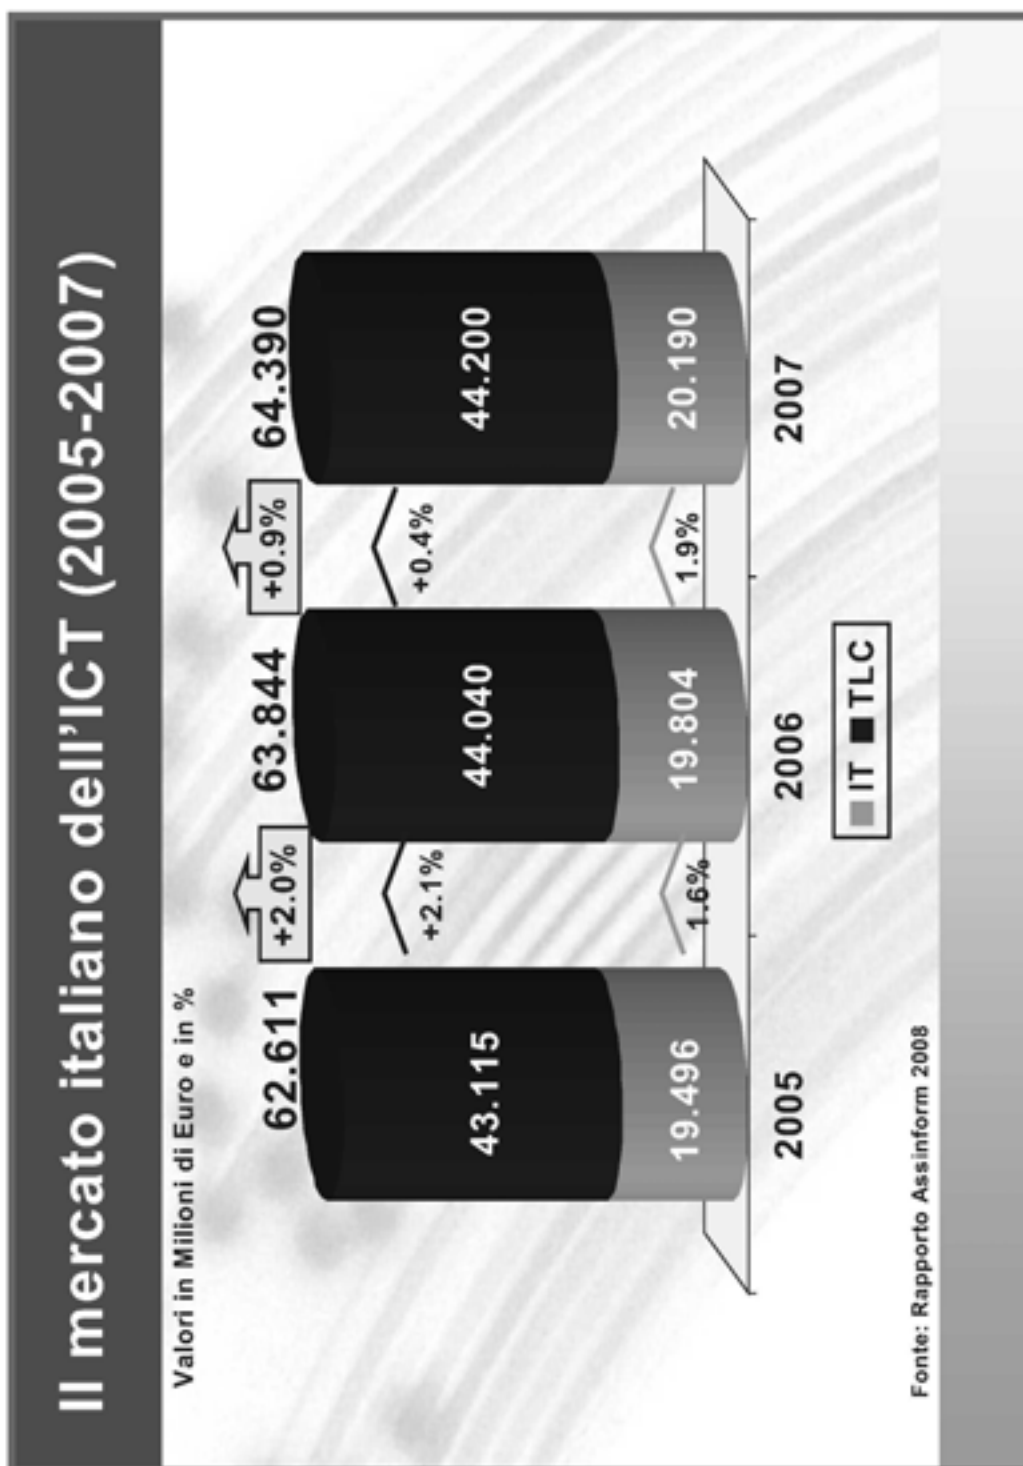 Il mercato italiano dell'ICT (2005-2007)
Valori in Milioni di Euro e in %
62.611 +2.0% 63.844 +0.9% 64.390
43.115 +2.1% 44.040 +0.4% 44.200
19.496 1.6% 19.804 1.9% 20.190
2005 2006 2007
IT TLC
Fonte: Rapporto Assinform 2008